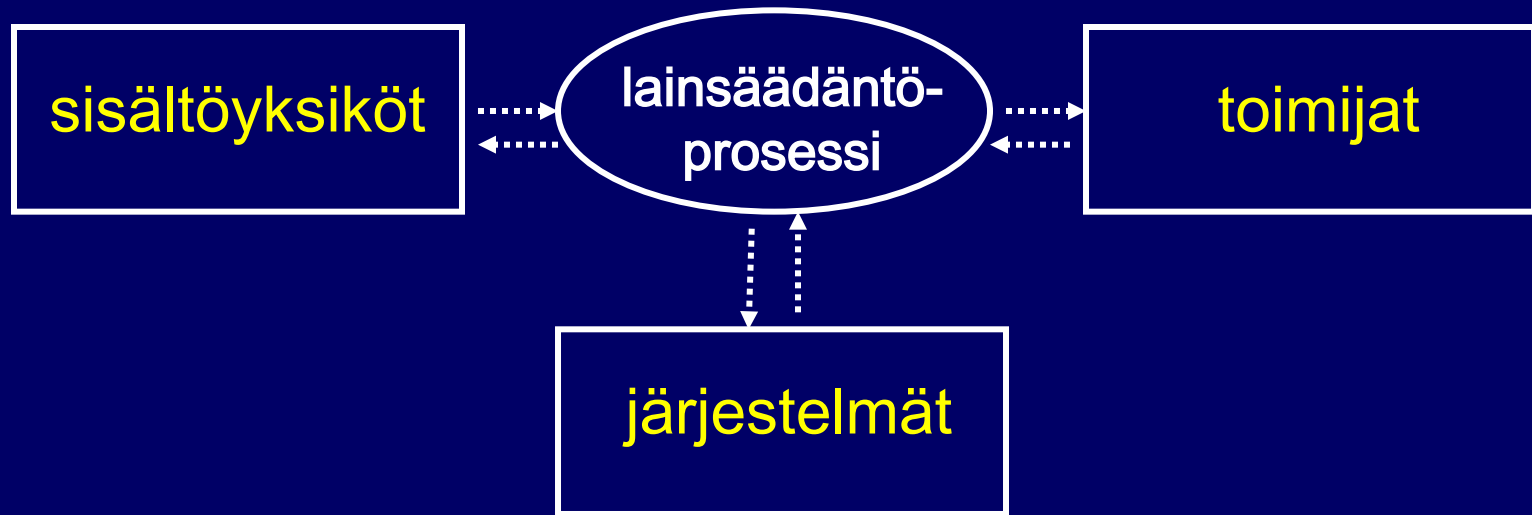 sisältöyksiköt
lainsäädäntö-
prosessi
toimijat
järjestelmät